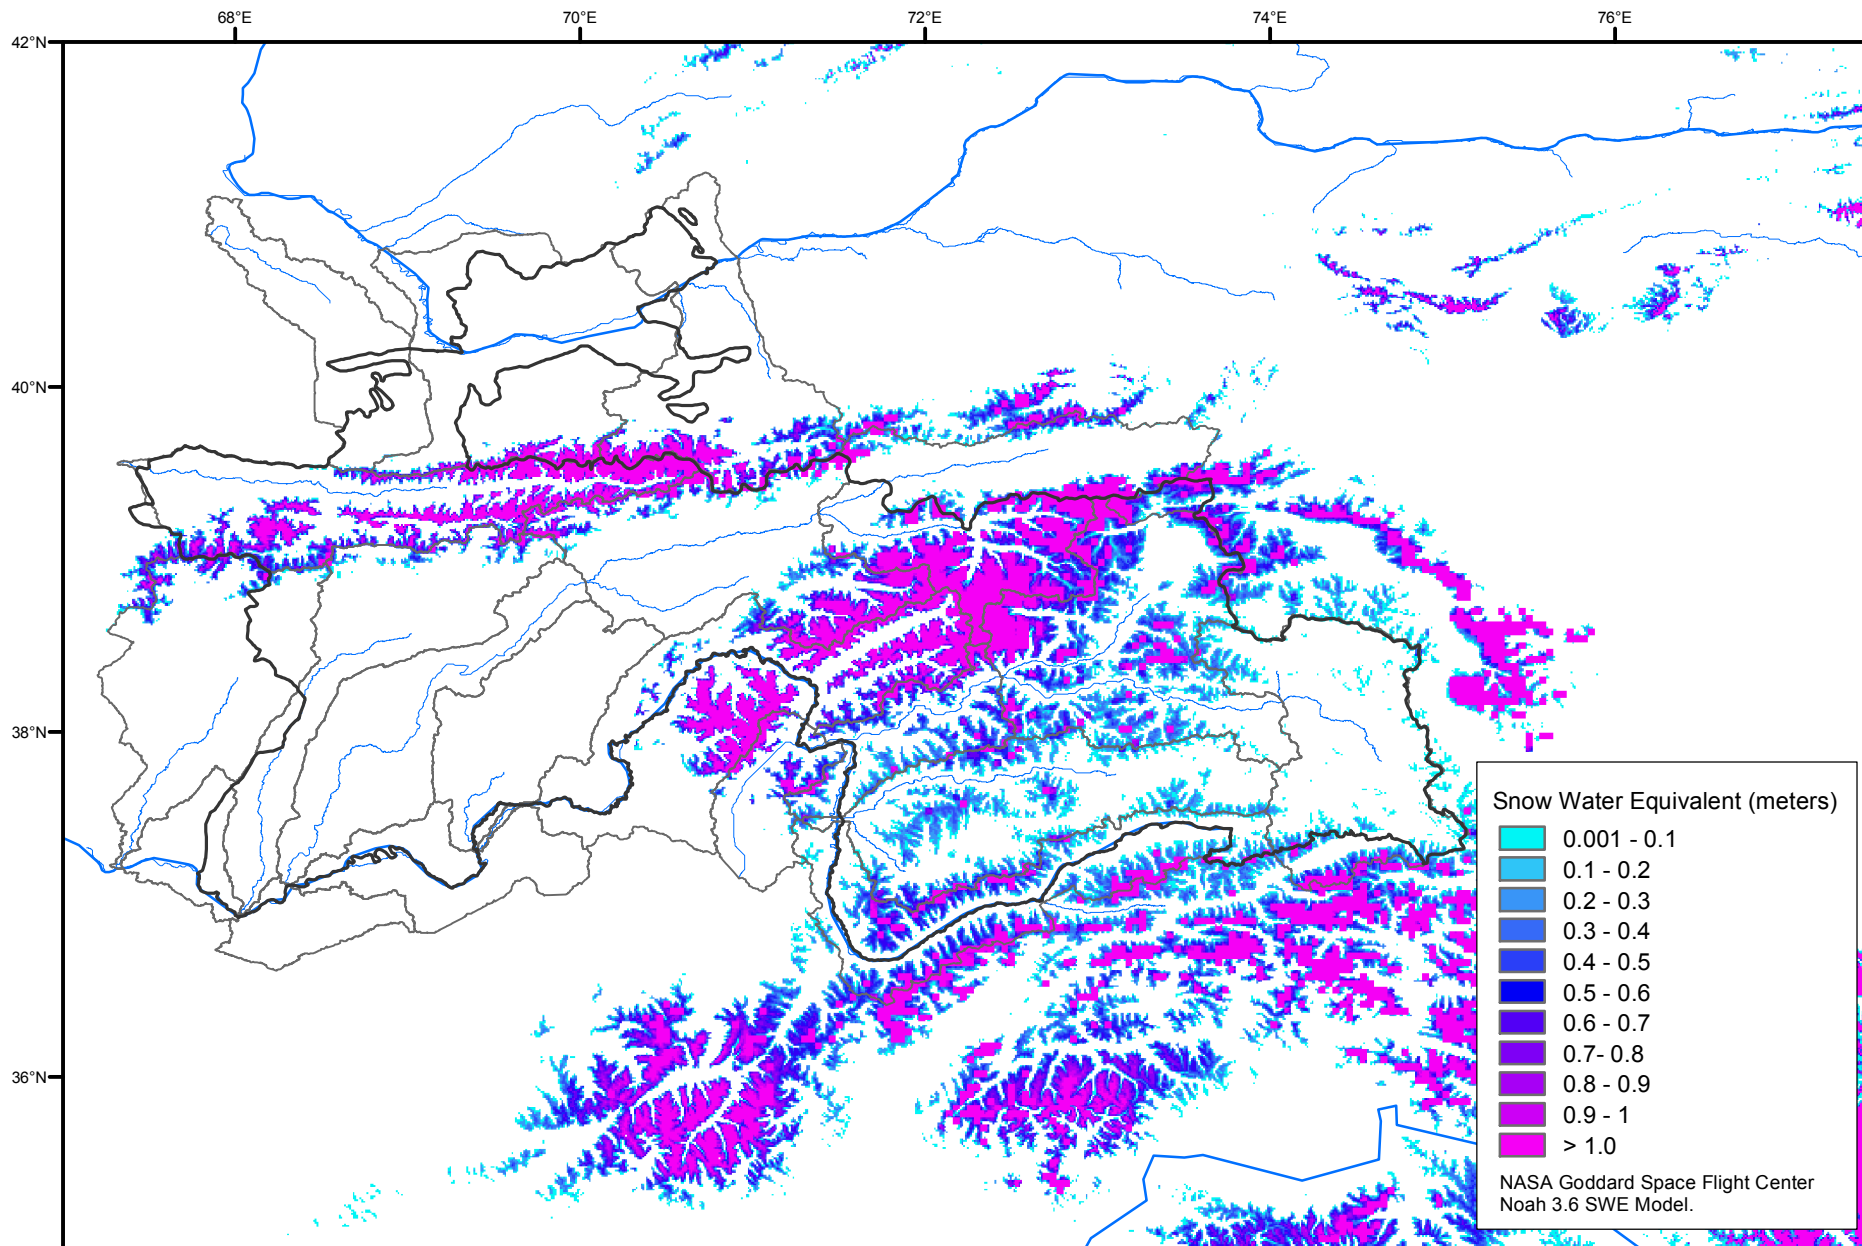 68°E
70°E
72°E
74°E
76°E
42°N
40°N
38°N
36°N
Snow Water Equivalent (meters)
0.001 - 0.1
0.1 - 0.2
0.2 - 0.3
0.3 - 0.4
0.4 - 0.5
0.5 - 0.6
0.6 - 0.7
0.7- 0.8
0.8 - 0.9
0.9 - 1
> 1.0
NASA Goddard Space Flight Center
Noah 3.6 SWE Model.